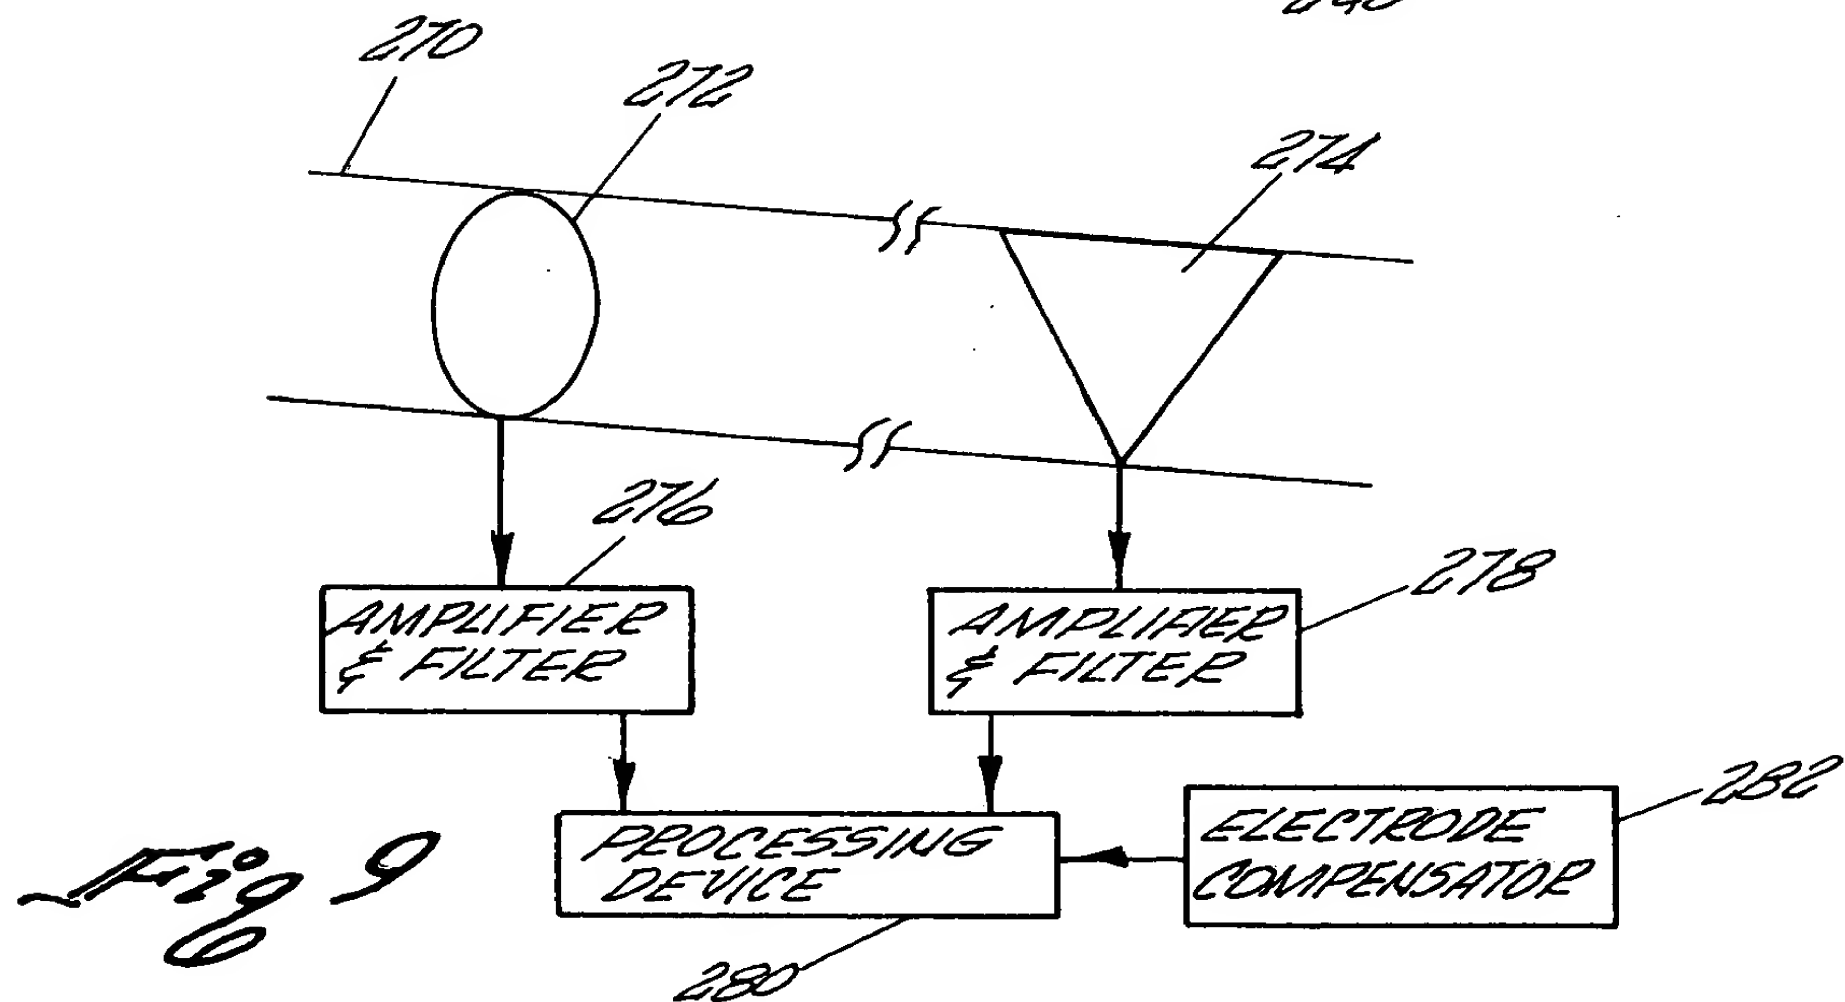 270
272
274
276
278
AMPLIFIER
& FILTER
AMPLIFIER
& FILTER
282
PROCESSING
DEVICE
ELECTRODE
COMPENSATOR
Fig 9
280